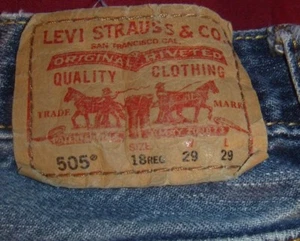 LEVI STRAUSS & CO.
SAN FRANCISCO CAL.
ORIGINAL RIVETED
QUALITY CLOTHING
TRADE MARK
SIZE L
505® 18REG 29 29